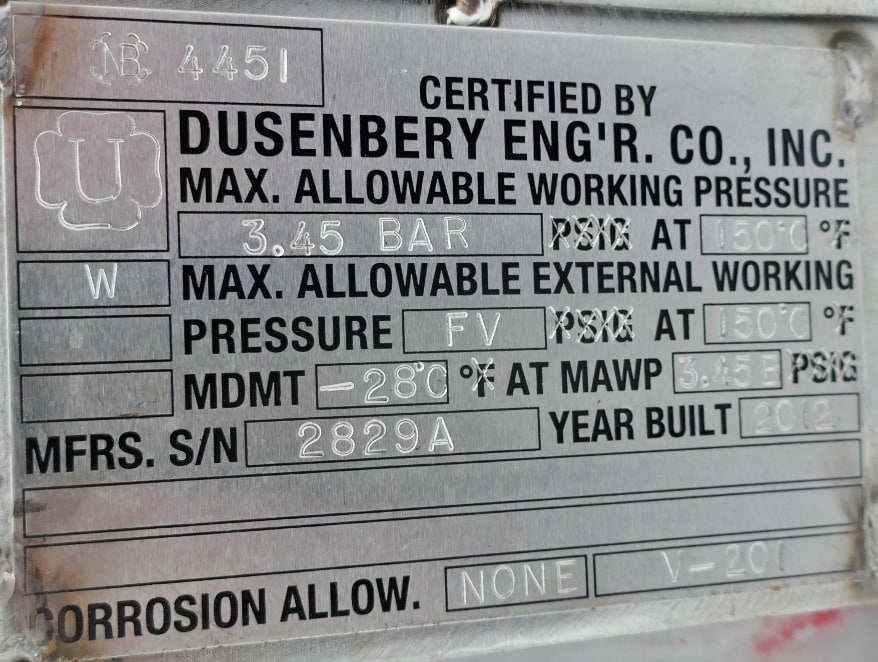 NB 4451
CERTIFIED BY
U DUSENBERY ENG'R. CO., INC.
MAX. ALLOWABLE WORKING PRESSURE
3.45 BAR PSIG AT 150°C °F
W MAX. ALLOWABLE EXTERNAL WORKING
PRESSURE FV PSIG AT 150°C °F
MDMT -28°C °F AT MAWP 3.45B PSIG
MFRS. S/N 2829A YEAR BUILT 2012
CORROSION ALLOW. NONE V-201